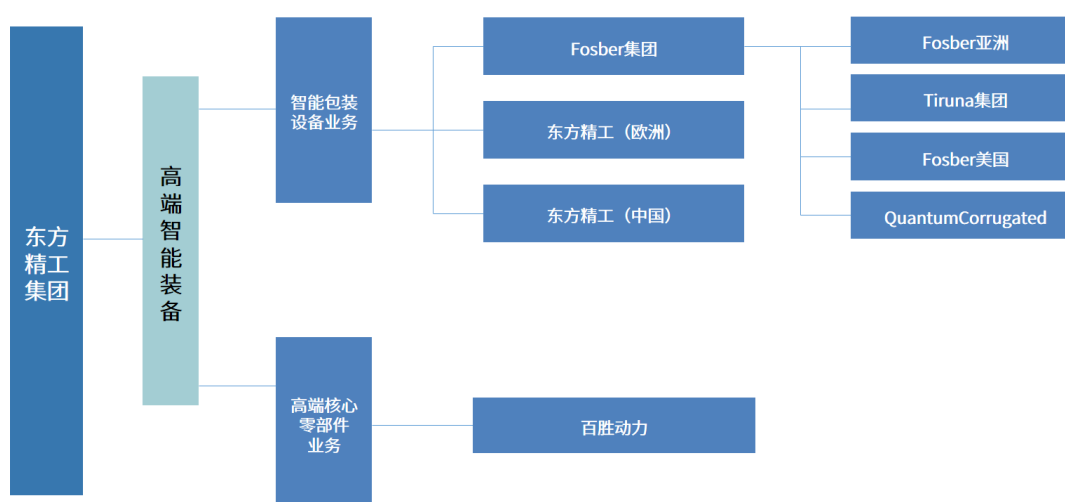 东方
精工
集团
高
端
智
能
装
备
智能包装
设备业务
Fosber集团
东方精工（欧洲）
东方精工（中国）
Fosber亚洲
Tiruna集团
Fosber美国
QuantumCorrugated
高端核心
零部件
业务
百胜动力